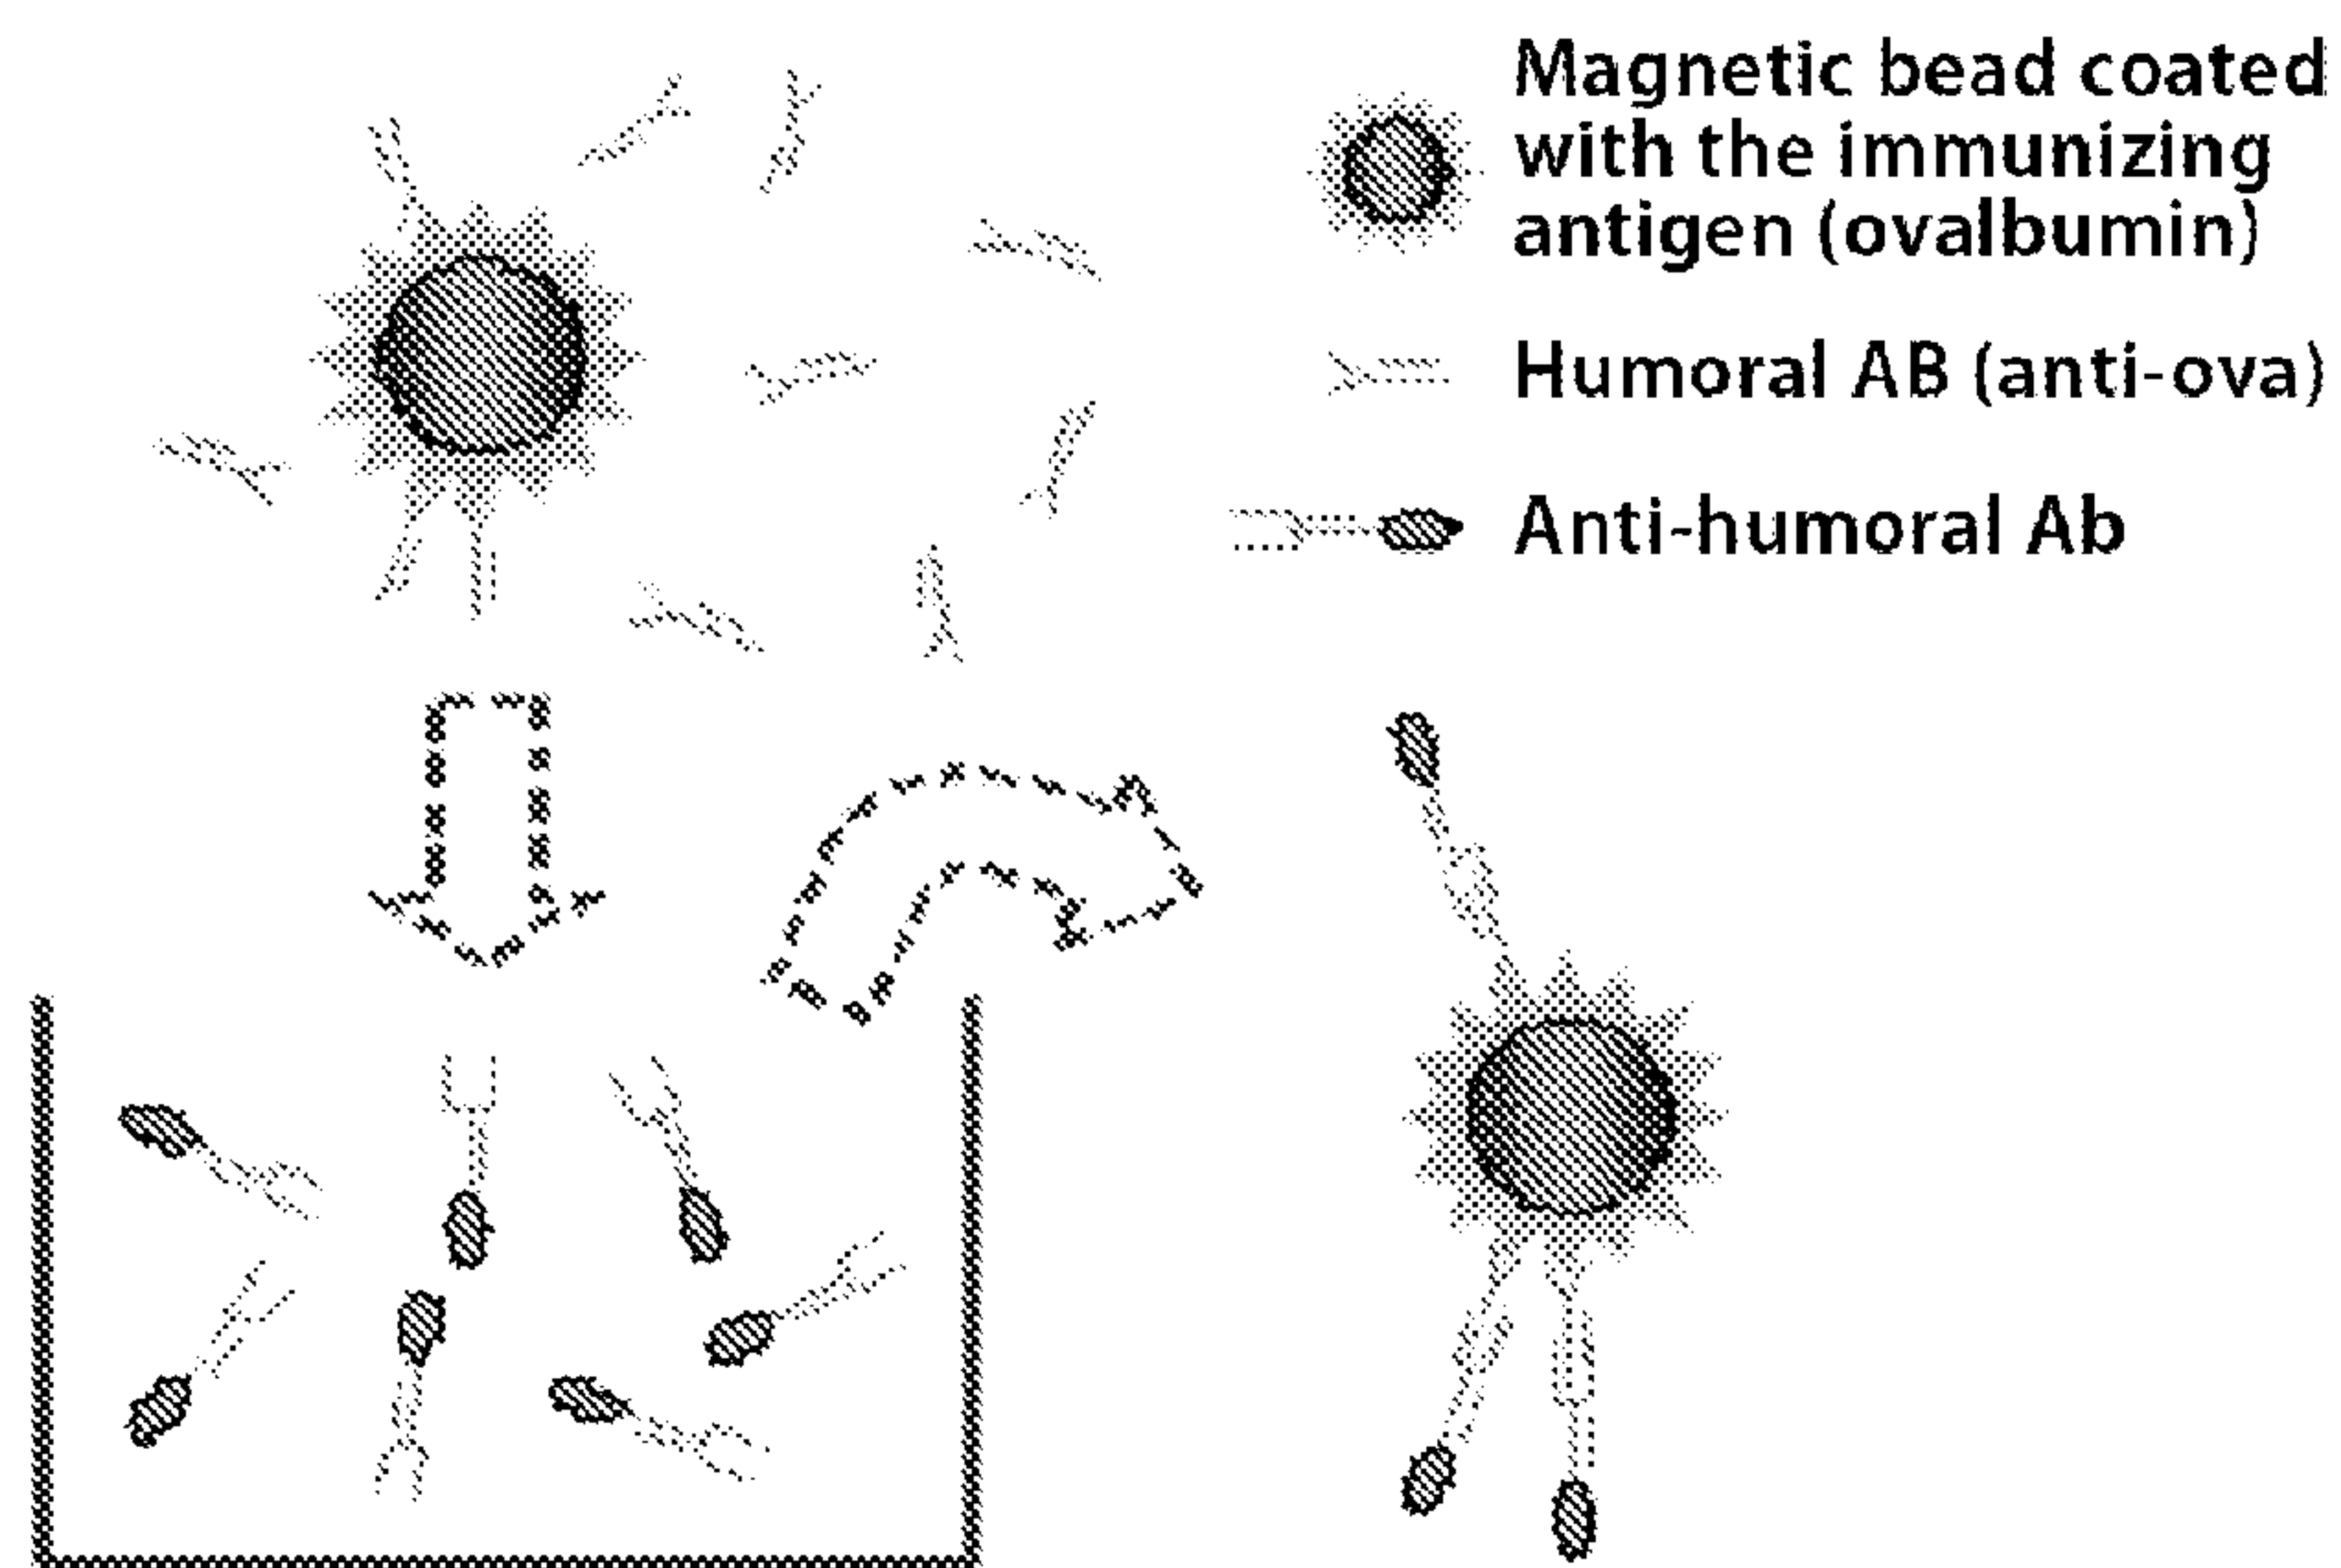 Magnetic bead coated
with the immunizing
antigen (ovalbumin)
Humoral AB (anti-ova)
Anti-humoral Ab